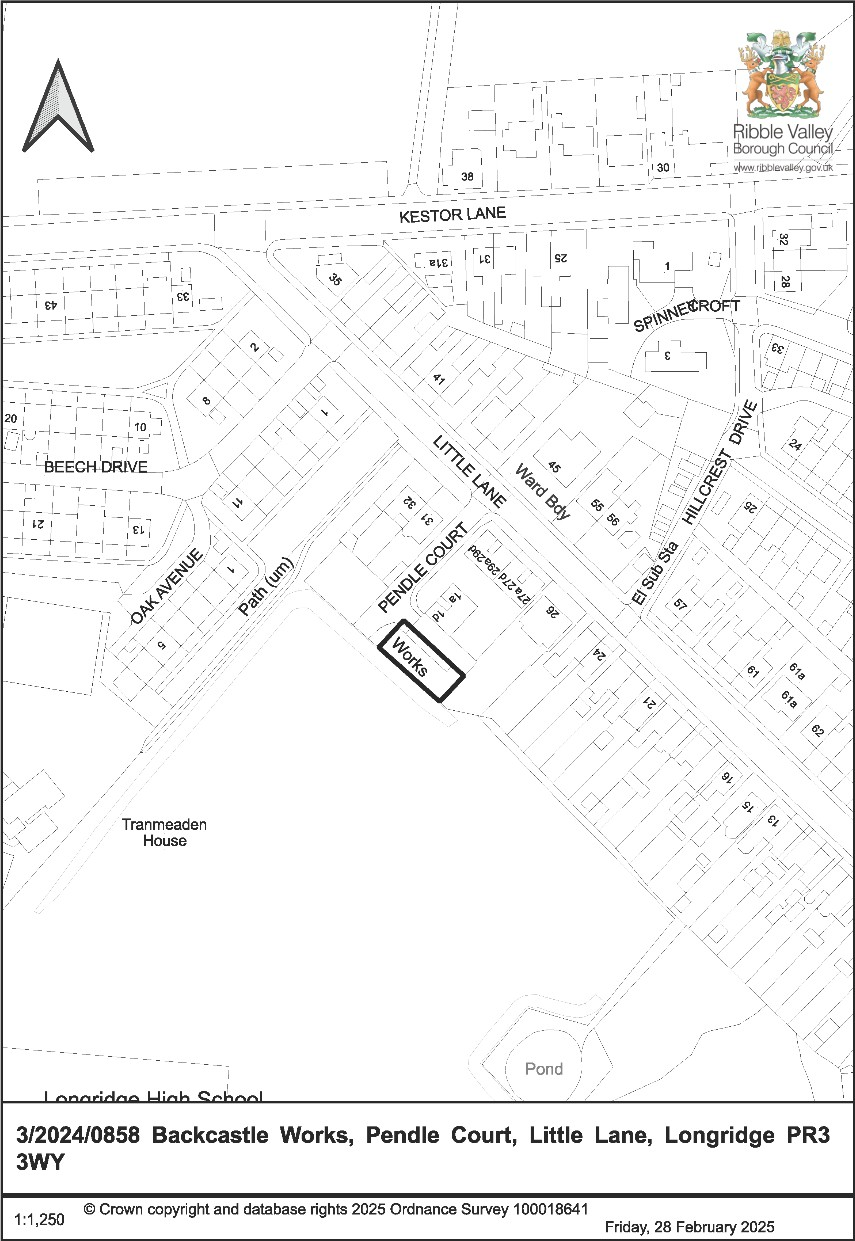 Ribble Valley
Borough Council
www.ribblevalley.gov.uk
38
30
KESTOR LANE
35
31a
31
25
1
32
28
43
33
SPINNEY CROFT
2
3
33
41
8
1
20
10
24
LITTLE LANE
45
Ward Bdy
HILLCREST DRIVE
BEECH DRIVE
11
32
31
55
56
26
21
13
PENDLE COURT
29a 29d
27a 27d
El Sub Sta
OAK AVENUE
1
Path (um)
1a
1d
26
57
5
Works
24
61
61a
61a
21
62
16
15
13
Tranmeaden
House
Pond
Longridge High School
3/2024/0858 Backcastle Works, Pendle Court, Little Lane, Longridge PR3
3WY
1:1,250
© Crown copyright and database rights 2025 Ordnance Survey 100018641
Friday, 28 February 2025